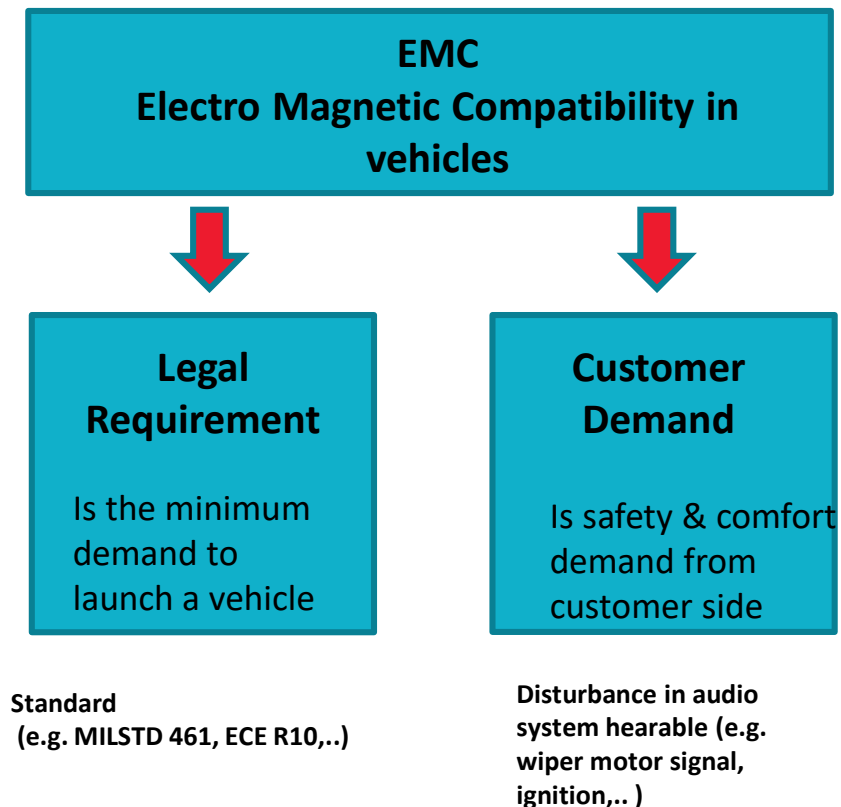 EMC
Electro Magnetic Compatibility in
vehicles
Legal
Requirement
Is the minimum
demand to
launch a vehicle
Customer
Demand
Is safety & comfort
demand from
customer side
Standard
(e.g. MILSTD 461, ECE R10,..)
Disturbance in audio
system hearable (e.g.
wiper motor signal,
ignition,.. )